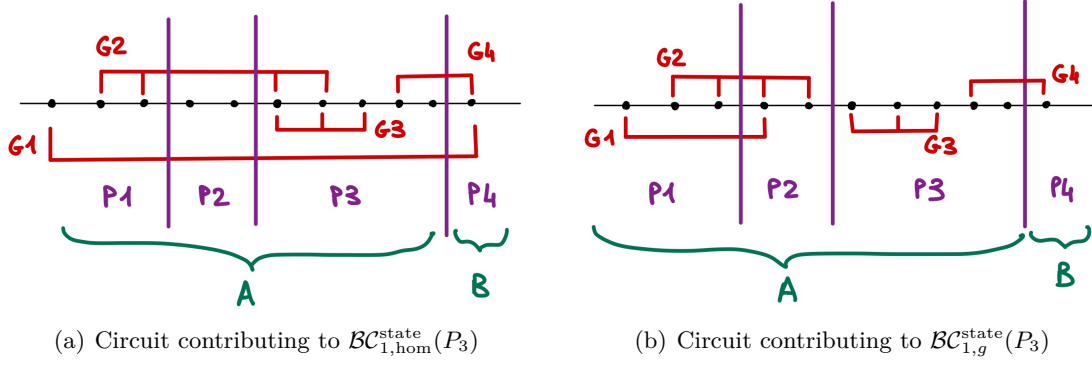 G2 G4
G1 G3
P1 P2 P3 P4
A B
(a) Circuit contributing to $\mathcal{BC}^{\text{state}}_{1,\text{hom}}(P_3)$
G2 G4
G1 G3
P1 P2 P3 P4
A B
(b) Circuit contributing to $\mathcal{BC}^{\text{state}}_{1,g}(P_3)$